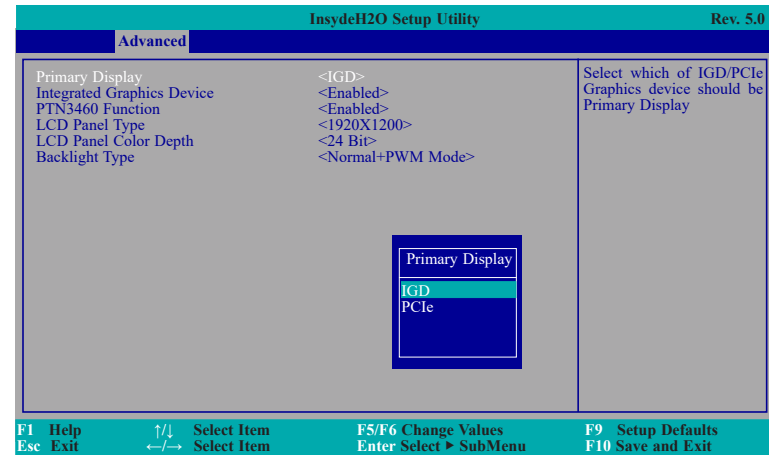 InsydeH2O Setup Utility Rev. 5.0
Advanced
Primary Display <IGD>
Integrated Graphics Device <Enabled>
PTN3460 Function <Enabled>
LCD Panel Type <1920X1200>
LCD Panel Color Depth <24 Bit>
Backlight Type <Normal+PWM Mode>
Select which of IGD/PCIe
Graphics device should be
Primary Display
Primary Display
IGD
PCIe
F1 Help ↑/↓ Select Item F5/F6 Change Values F9 Setup Defaults
Esc Exit ←/→ Select Item Enter Select ▶ SubMenu F10 Save and Exit